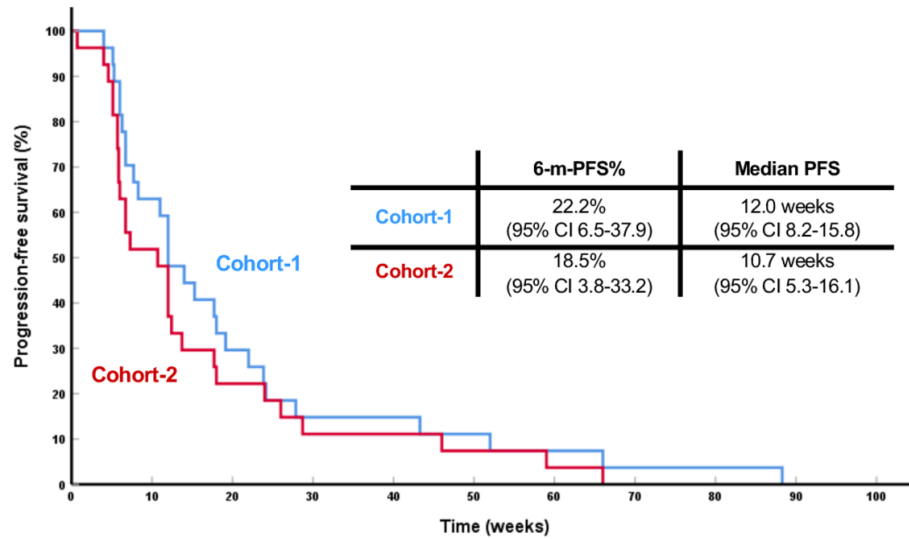 100
90
80
70
60
50
40
30
20
10
0
Progression-free survival (%)
0 10 20 30 40 50 60 70 80 90 100
Time (weeks)
Cohort-1
Cohort-2
6-m-PFS% Median PFS
Cohort-1 22.2% 12.0 weeks
(95% CI 6.5-37.9) (95% CI 8.2-15.8)
Cohort-2 18.5% 10.7 weeks
(95% CI 3.8-33.2) (95% CI 5.3-16.1)